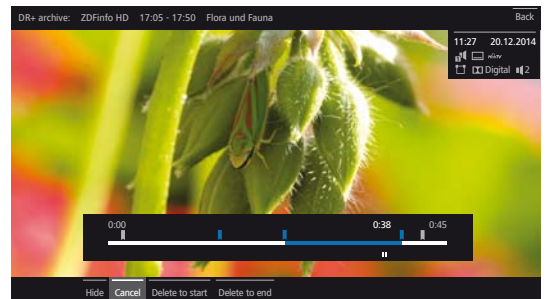 DR+ archive: ZDFinfo HD 17:05 - 17:50 Flora und Fauna Back
11:27 20.12.2014
HbbTV
Digital 2
0:00 0:38 0:45
Hide Cancel Delete to start Delete to end